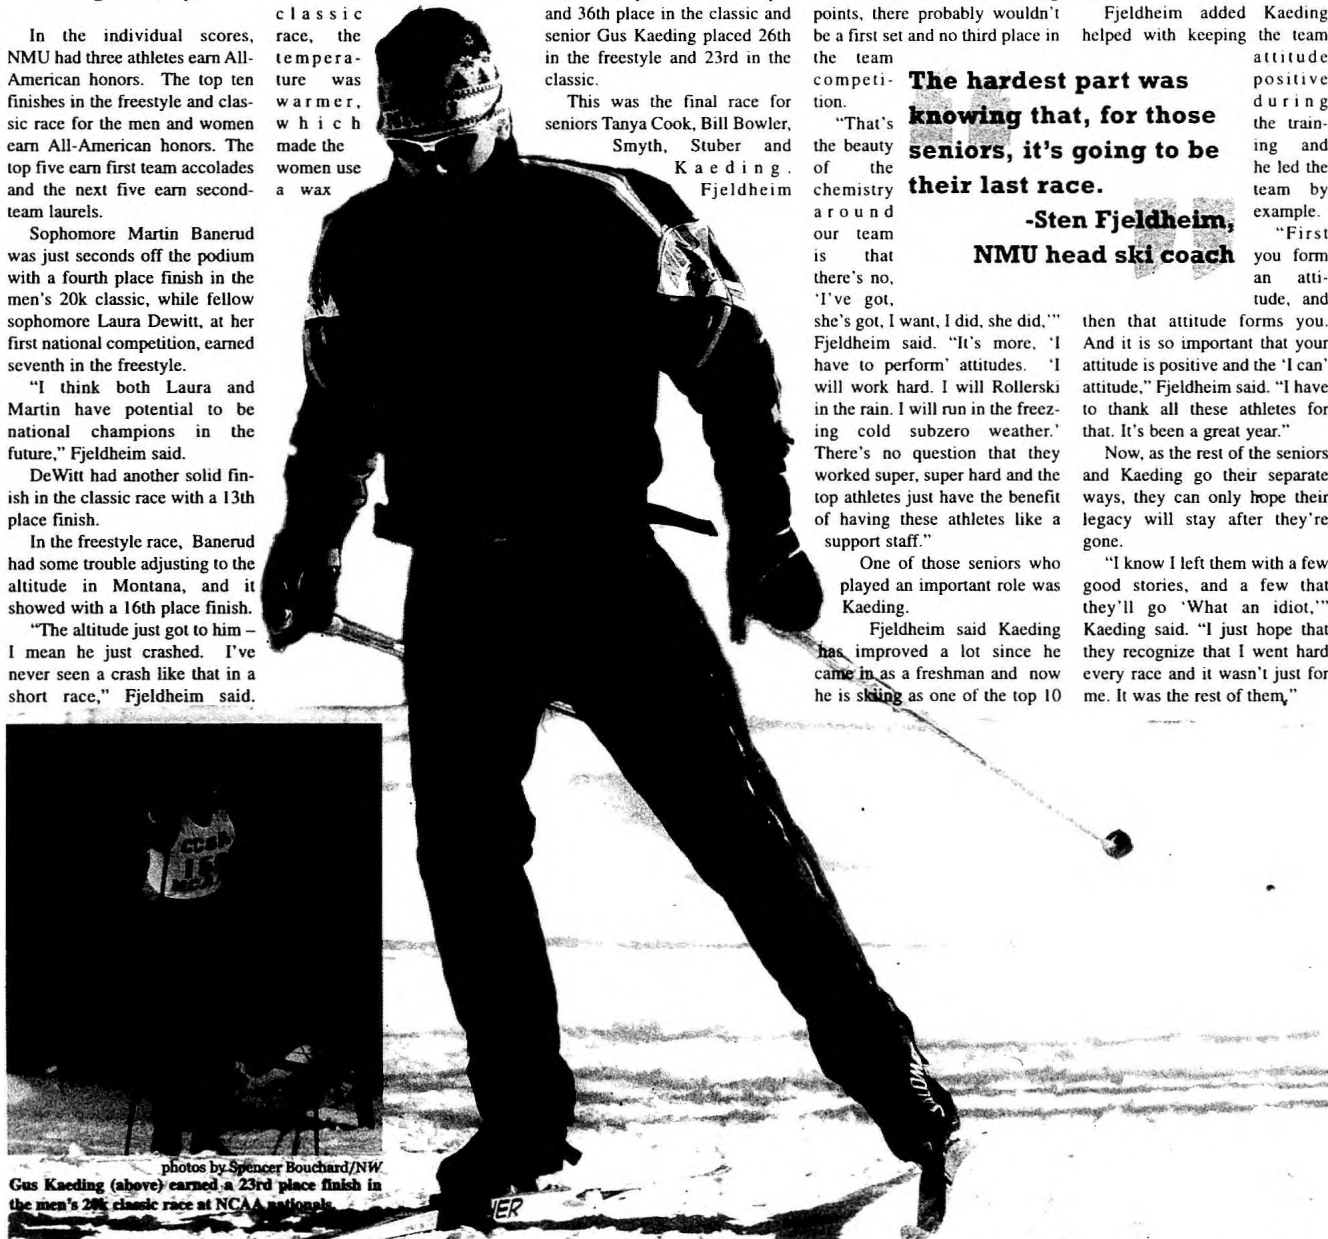 In the individual scores,
NMU had three athletes earn All-
American honors. The top ten
finishes in the freestyle and clas-
sic race for the men and women
earn All-American honors. The
top five earn first team accolades
and the next five earn second-
team laurels.
Sophomore Martin Banerud
was just seconds off the podium
with a fourth place finish in the
men's 20k classic, while fellow
sophomore Laura Dewitt, at her
first national competition, earned
seventh in the freestyle.
"I think both Laura and
Martin have potential to be
national champions in the
future," Fjeldheim said.
DeWitt had another solid fin-
ish in the classic race with a 13th
place finish.
In the freestyle race, Banerud
had some trouble adjusting to the
altitude in Montana, and it
showed with a 16th place finish.
"The altitude just got to him –
I mean he just crashed. I've
never seen a crash like that in a
short race," Fjeldheim said.
classic
race, the
tempera-
ture was
warmer,
which
made the
women use
a wax
and 36th place in the classic and
senior Gus Kaeding placed 26th
in the freestyle and 23rd in the
classic.
This was the final race for
seniors Tanya Cook, Bill Bowler,
Smyth, Stuber and
Kaeding.
Fjeldheim
points, there probably wouldn't
be a first set and no third place in
the team
competi-
tion.
"That's
the beauty
of the
chemistry
around
our team
is that
there's no,
'I've got,
she's got, I want, I did, she did,'"
Fjeldheim said. "It's more, 'I
have to perform' attitudes. 'I
will work hard. I will Rollerski
in the rain. I will run in the freez-
ing cold subzero weather.'
There's no question that they
worked super, super hard and the
top athletes just have the benefit
of having these athletes like a
support staff."
One of those seniors who
played an important role was
Kaeding.
Fjeldheim said Kaeding
has improved a lot since he
came in as a freshman and now
he is skiing as one of the top 10
The hardest part was
knowing that, for those
seniors, it's going to be
their last race.
-Sten Fjeldheim,
NMU head ski coach
Fjeldheim added Kaeding
helped with keeping the team
attitude
positive
during
the train-
ing and
he led the
team by
example.
"First
you form
an atti-
tude, and
then that attitude forms you.
And it is so important that your
attitude is positive and the 'I can'
attitude," Fjeldheim said. "I have
to thank all these athletes for
that. It's been a great year."
Now, as the rest of the seniors
and Kaeding go their separate
ways, they can only hope their
legacy will stay after they're
gone.
"I know I left them with a few
good stories, and a few that
they'll go 'What an idiot,'"
Kaeding said. "I just hope that
they recognize that I went hard
every race and it wasn't just for
me. It was the rest of them,"
photos by Spencer Bouchard/NW
Gus Kaeding (above) earned a 23rd place finish in
the men's 20k classic race at NCAA nationals.